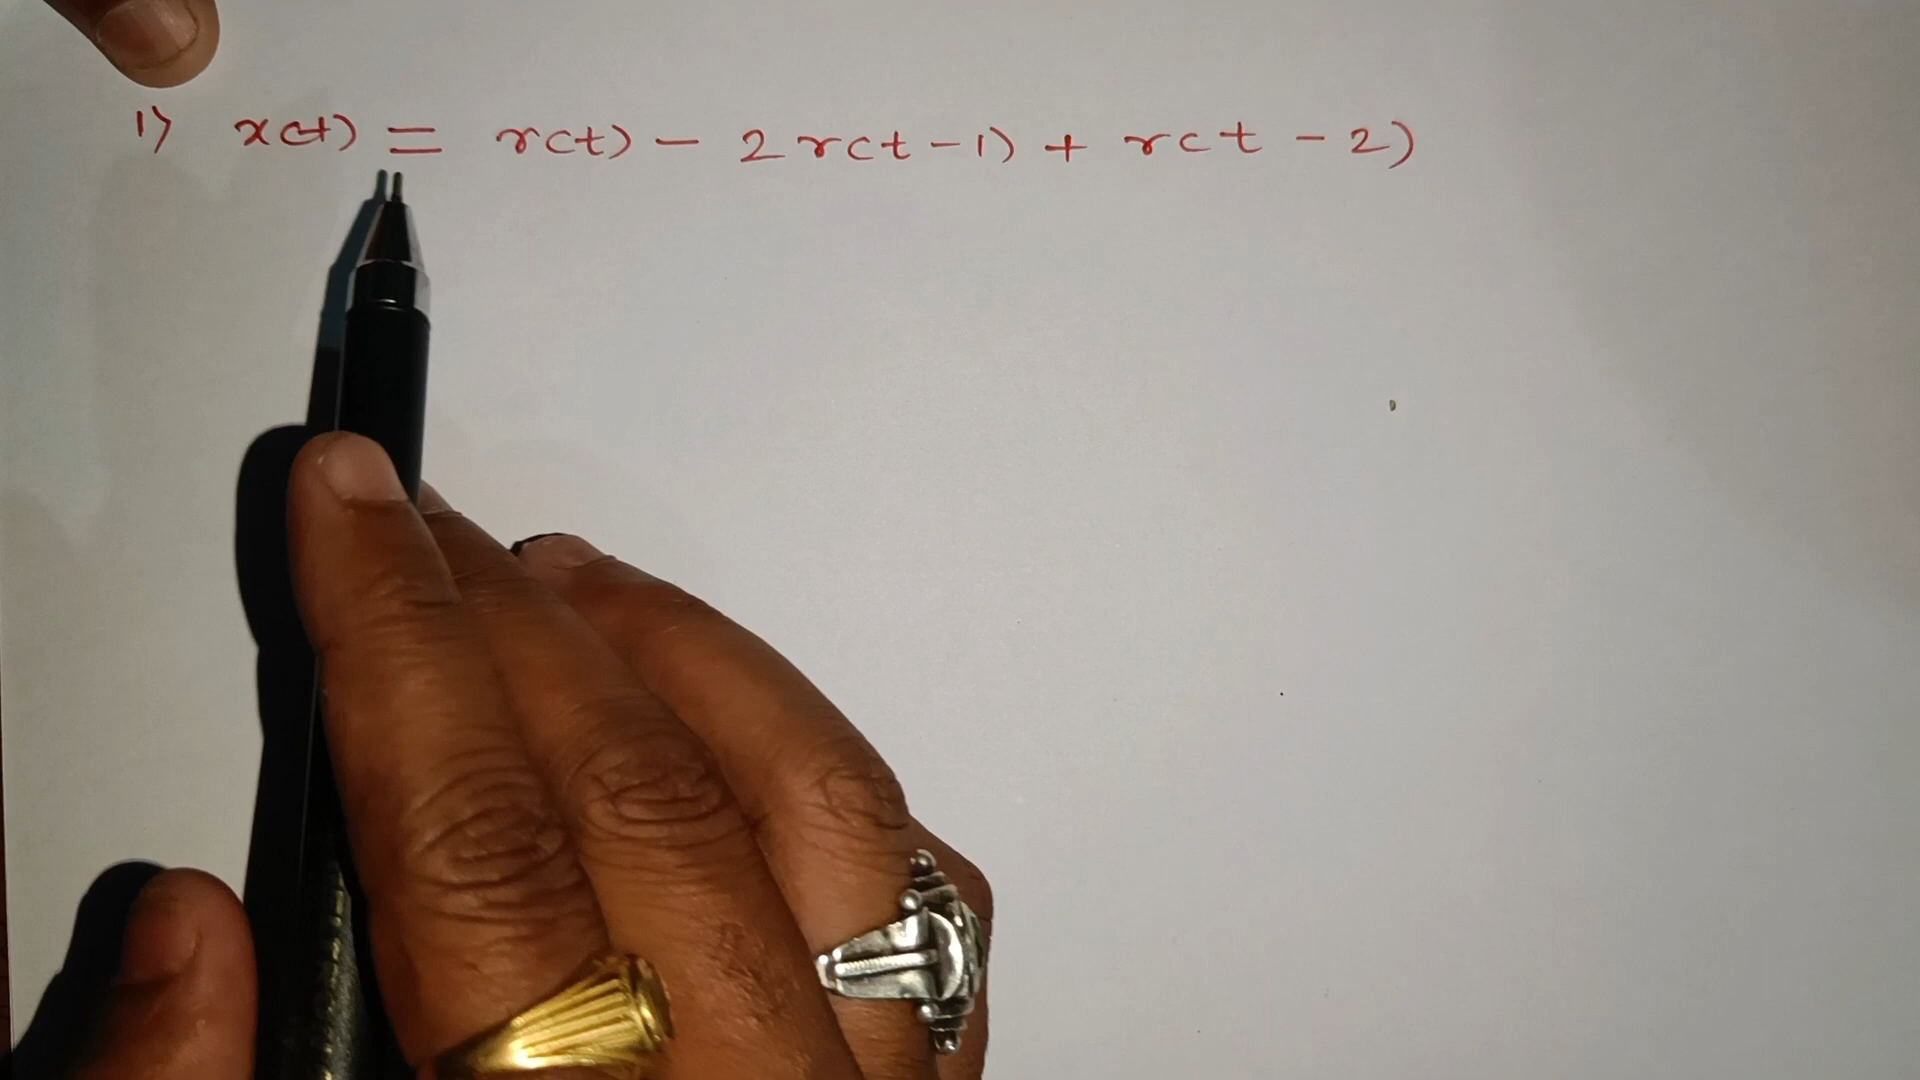 1) x(t) = r(t) - 2r(t-1) + r(t-2)